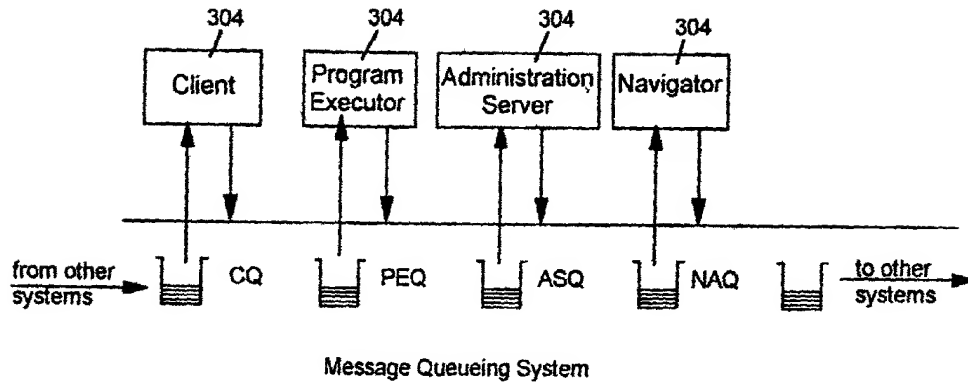 304 304 304 304
Client
Program
Executor
Administration
Server
Navigator
from other
systems
CQ PEQ ASQ NAQ
to other
systems
Message Queueing System